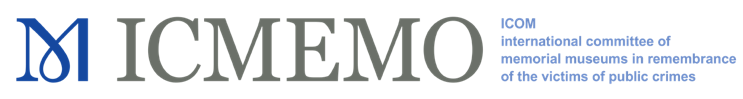 M ICMEMO
ICOM
international committee of
memorial museums in remembrance
of the victims of public crimes